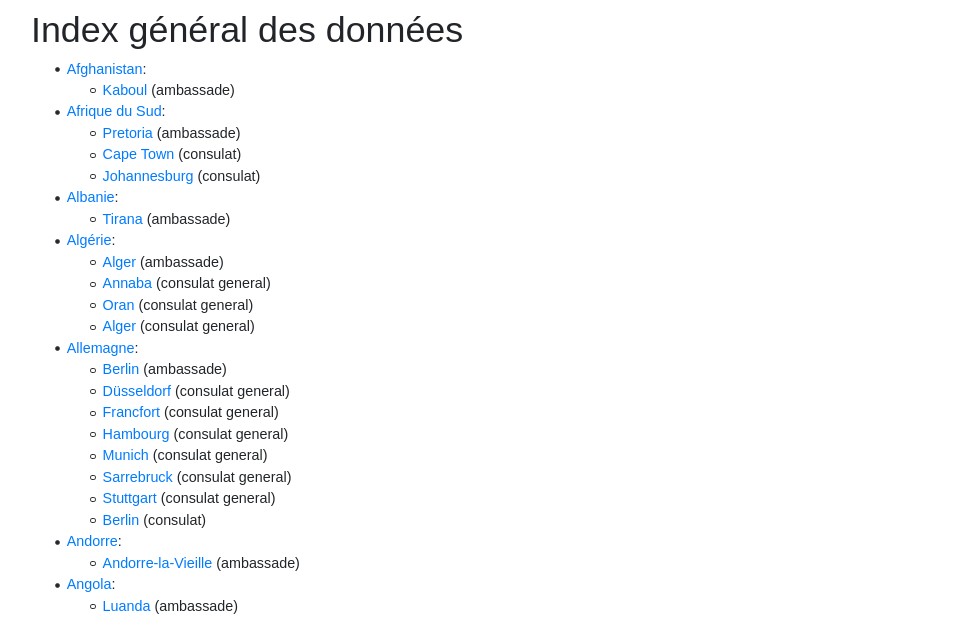 Index général des données
Afghanistan:
Kaboul (ambassade)
Afrique du Sud:
Pretoria (ambassade)
Cape Town (consulat)
Johannesburg (consulat)
Albanie:
Tirana (ambassade)
Algérie:
Alger (ambassade)
Annaba (consulat general)
Oran (consulat general)
Alger (consulat general)
Allemagne:
Berlin (ambassade)
Düsseldorf (consulat general)
Francfort (consulat general)
Hambourg (consulat general)
Munich (consulat general)
Sarrebruck (consulat general)
Stuttgart (consulat general)
Berlin (consulat)
Andorre:
Andorre-la-Vieille (ambassade)
Angola:
Luanda (ambassade)